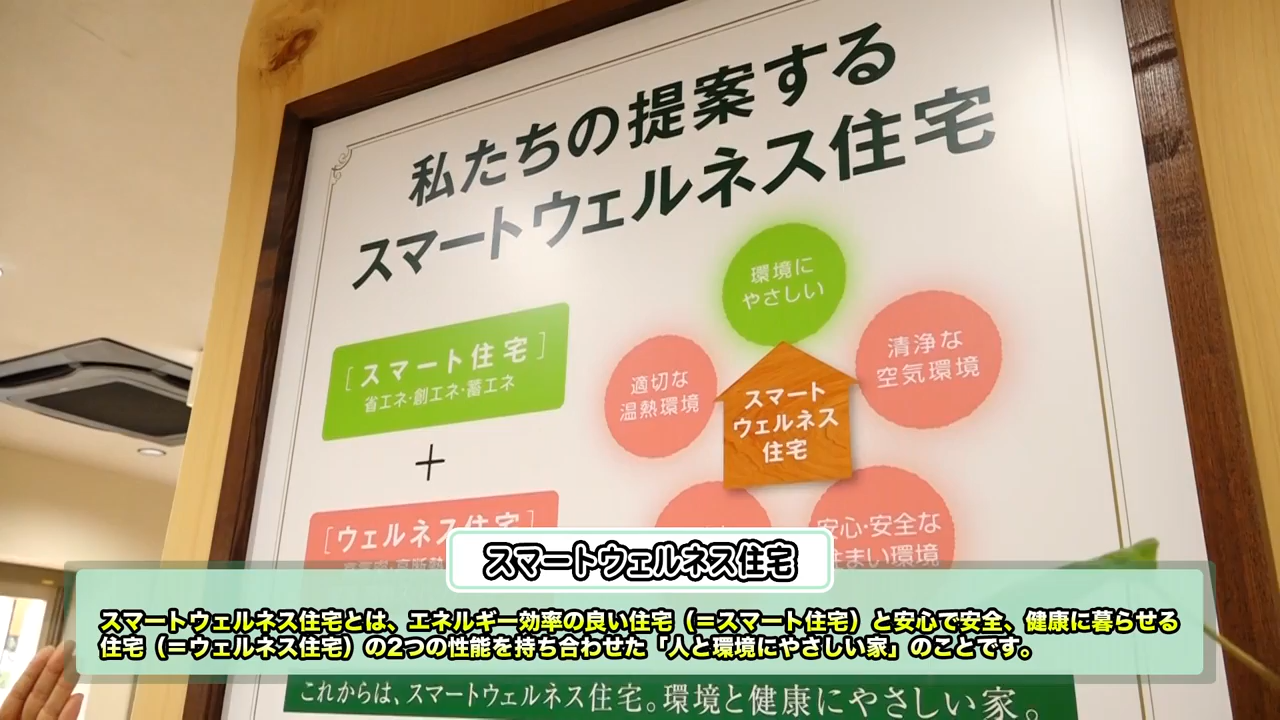 私たちの提案する
スマートウェルネス住宅
環境に
やさしい
[スマート住宅]
省エネ・創エネ・蓄エネ
適切な
温熱環境
清浄な
空気環境
スマート
ウェルネス
住宅
+
[ウェルネス住宅]
安心・安全な
住まい環境
スマートウェルネス住宅
スマートウェルネス住宅とは、エネルギー効率の良い住宅（＝スマート住宅）と安心で安全、健康に暮らせる
住宅（＝ウェルネス住宅）の2つの性能を持ち合わせた「人と環境にやさしい家」のことです。
これからは、スマートウェルネス住宅。環境と健康にやさしい家。